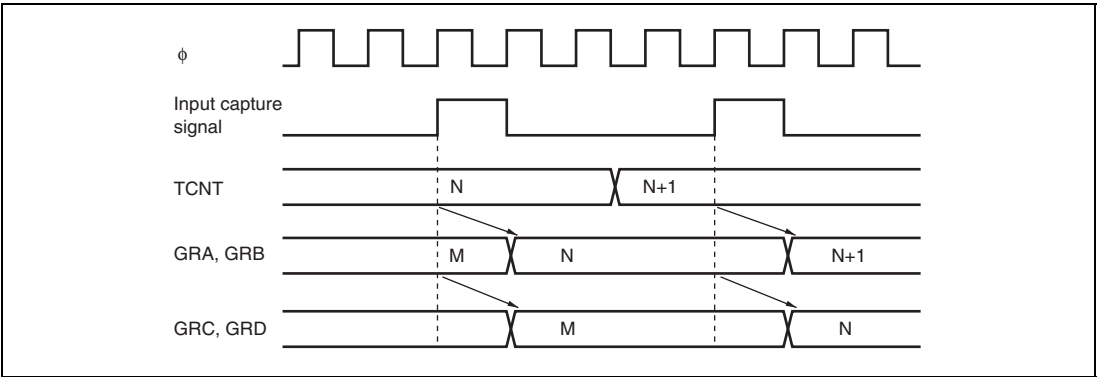 φ
Input capture
signal
TCNT N N+1
GRA, GRB M N N+1
GRC, GRD M N